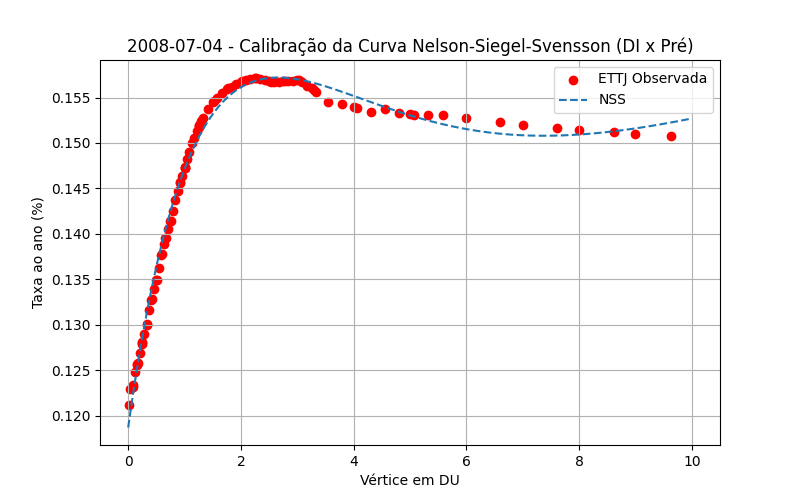 2008-07-04 - Calibração da Curva Nelson-Siegel-Svensson (DI x Pré)
ETTJ Observada
NSS
Taxa ao ano (%)
0.155
0.150
0.145
0.140
0.135
0.130
0.125
0.120
0 2 4 6 8 10
Vértice em DU